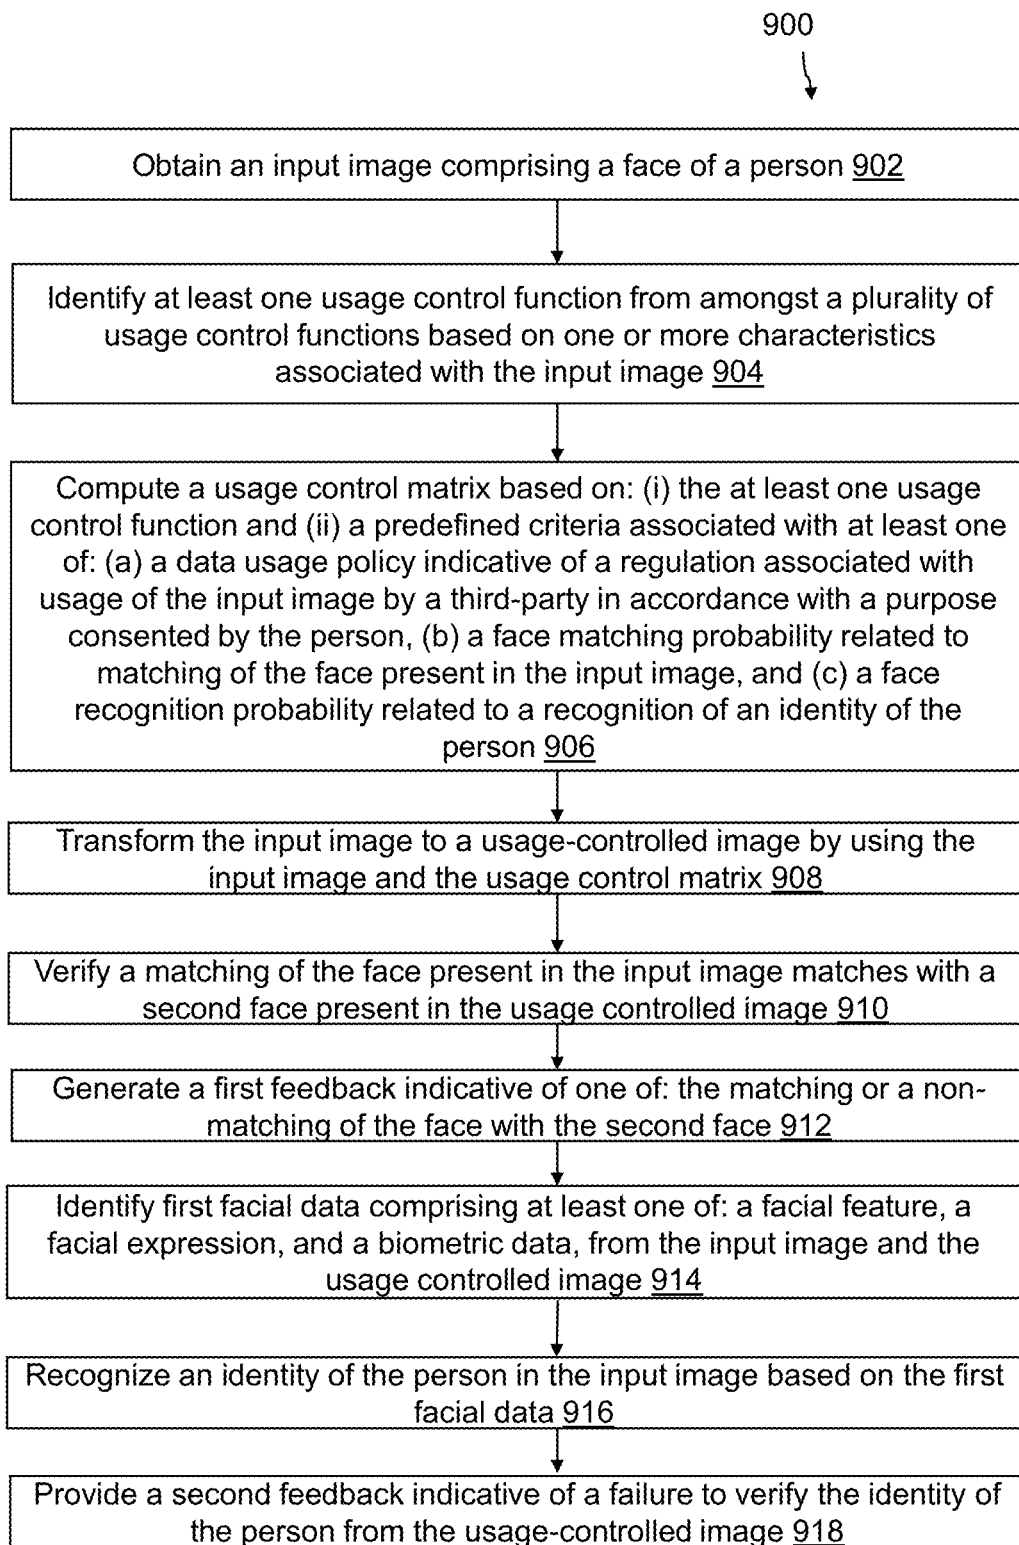 900
Obtain an input image comprising a face of a person 902
Identify at least one usage control function from amongst a plurality of
usage control functions based on one or more characteristics
associated with the input image 904
Compute a usage control matrix based on: (i) the at least one usage
control function and (ii) a predefined criteria associated with at least one
of: (a) a data usage policy indicative of a regulation associated with
usage of the input image by a third-party in accordance with a purpose
consented by the person, (b) a face matching probability related to
matching of the face present in the input image, and (c) a face
recognition probability related to a recognition of an identity of the
person 906
Transform the input image to a usage-controlled image by using the
input image and the usage control matrix 908
Verify a matching of the face present in the input image matches with a
second face present in the usage controlled image 910
Generate a first feedback indicative of one of: the matching or a non-
matching of the face with the second face 912
Identify first facial data comprising at least one of: a facial feature, a
facial expression, and a biometric data, from the input image and the
usage controlled image 914
Recognize an identity of the person in the input image based on the first
facial data 916
Provide a second feedback indicative of a failure to verify the identity of
the person from the usage-controlled image 918